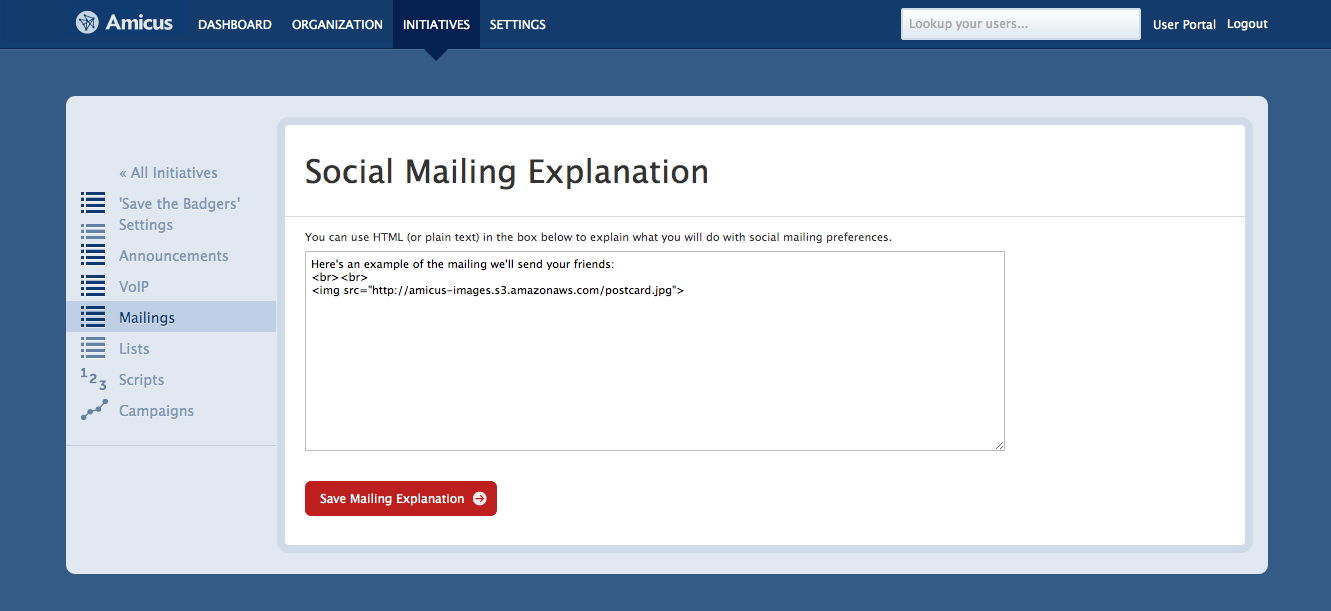 Amicus DASHBOARD ORGANIZATION INITIATIVES SETTINGS Lookup your users... User Portal Logout
« All Initiatives
'Save the Badgers'
Settings
Announcements
VoIP
Mailings
Lists
1 2 3 Scripts
Campaigns
Social Mailing Explanation
You can use HTML (or plain text) in the box below to explain what you will do with social mailing preferences.
Here's an example of the mailing we'll send your friends:
<br><br>
<img src="http://amicus-images.s3.amazonaws.com/postcard.jpg">
Save Mailing Explanation